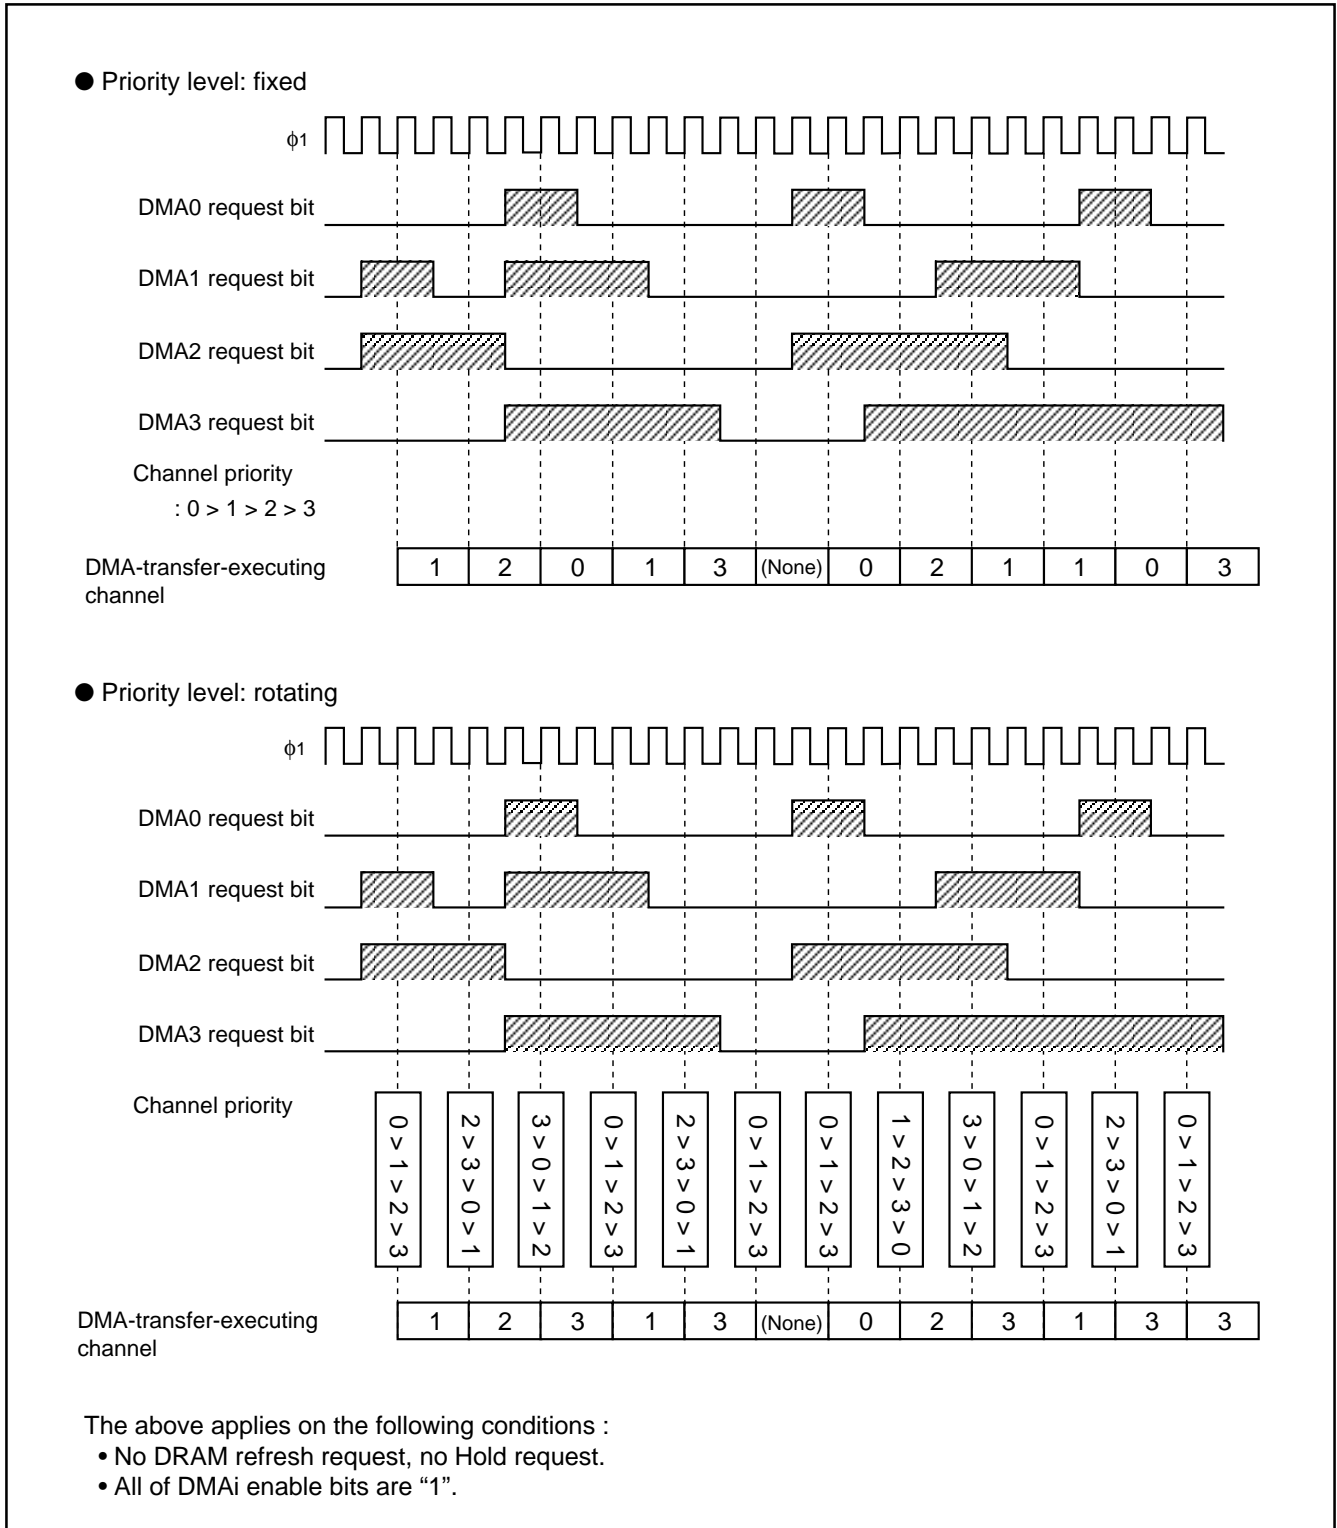 ● Priority level: fixed
ϕ1
DMA0 request bit
DMA1 request bit
DMA2 request bit
DMA3 request bit
Channel priority
: 0 > 1 > 2 > 3
DMA-transfer-executing
channel
1 2 0 1 3 (None) 0 2 1 1 0 3
● Priority level: rotating
ϕ1
DMA0 request bit
DMA1 request bit
DMA2 request bit
DMA3 request bit
Channel priority
0 > 1 > 2 > 3
2 > 3 > 0 > 1
3 > 0 > 1 > 2
0 > 1 > 2 > 3
2 > 3 > 0 > 1
0 > 1 > 2 > 3
0 > 1 > 2 > 3
1 > 2 > 3 > 0
3 > 0 > 1 > 2
0 > 1 > 2 > 3
2 > 3 > 0 > 1
0 > 1 > 2 > 3
DMA-transfer-executing
channel
1 2 3 1 3 (None) 0 2 3 1 3 3
The above applies on the following conditions :
• No DRAM refresh request, no Hold request.
• All of DMAi enable bits are “1”.